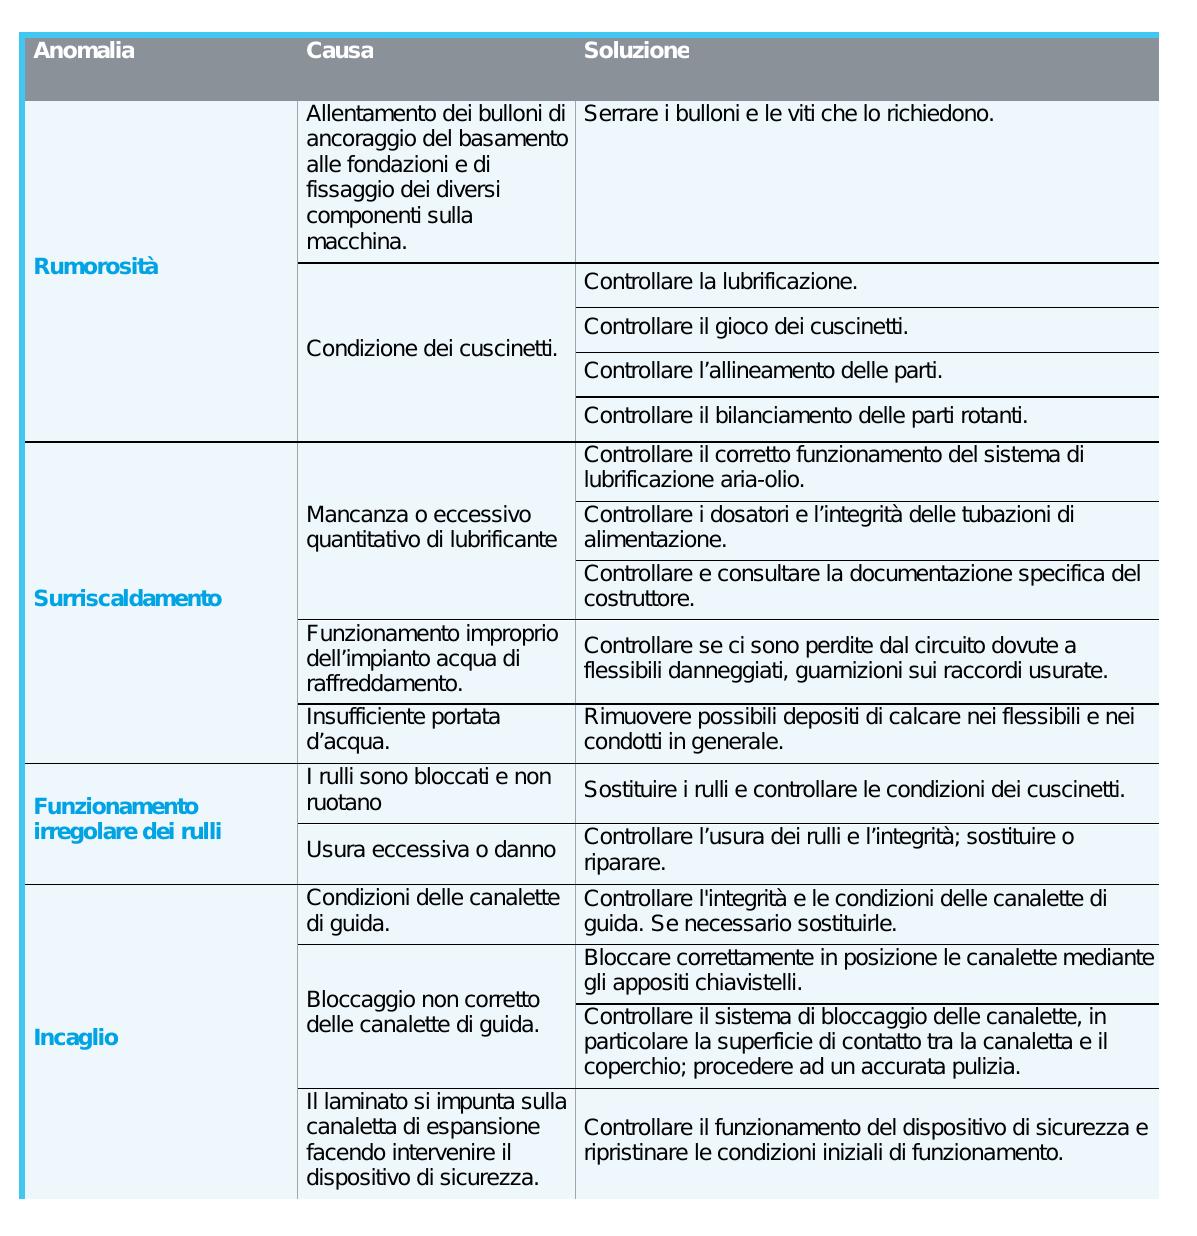 Anomalia
Causa
Soluzione
Rumorosità
Allentamento dei bulloni di
ancoraggio del basamento
alle fondazioni e di
fissaggio dei diversi
componenti sulla
macchina.
Serrare i bulloni e le viti che lo richiedono.
Condizione dei cuscinetti.
Controllare la lubrificazione.
Controllare il gioco dei cuscinetti.
Controllare l’allineamento delle parti.
Controllare il bilanciamento delle parti rotanti.
Surriscaldamento
Mancanza o eccessivo
quantitativo di lubrificante
Controllare il corretto funzionamento del sistema di
lubrificazione aria-olio.
Controllare i dosatori e l’integrità delle tubazioni di
alimentazione.
Controllare e consultare la documentazione specifica del
costruttore.
Funzionamento improprio
dell’impianto acqua di
raffreddamento.
Controllare se ci sono perdite dal circuito dovute a
flessibili danneggiati, guarnizioni sui raccordi usurate.
Insufficiente portata
d’acqua.
Rimuovere possibili depositi di calcare nei flessibili e nei
condotti in generale.
Funzionamento
irregolare dei rulli
I rulli sono bloccati e non
ruotano
Sostituire i rulli e controllare le condizioni dei cuscinetti.
Usura eccessiva o danno
Controllare l’usura dei rulli e l’integrità; sostituire o
riparare.
Incaglio
Condizioni delle canalette
di guida.
Controllare l'integrità e le condizioni delle canalette di
guida. Se necessario sostituirle.
Bloccaggio non corretto
delle canalette di guida.
Bloccare correttamente in posizione le canalette mediante
gli appositi chiavistelli.
Controllare il sistema di bloccaggio delle canalette, in
particolare la superficie di contatto tra la canaletta e il
coperchio; procedere ad un accurata pulizia.
Il laminato si impunta sulla
canaletta di espansione
facendo intervenire il
dispositivo di sicurezza.
Controllare il funzionamento del dispositivo di sicurezza e
ripristinare le condizioni iniziali di funzionamento.